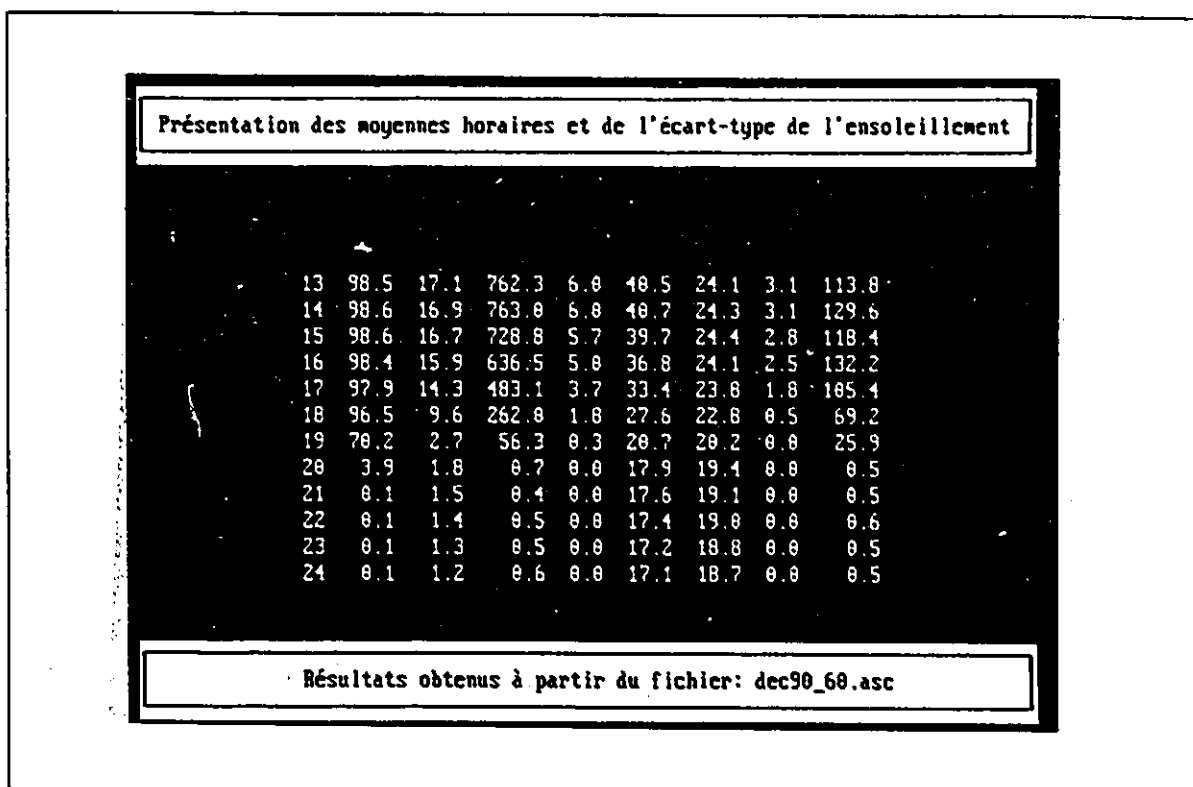 Présentation des moyennes horaires et de l'écart-type de l'ensoleillement
13 98.5 17.1 762.3 6.0 40.5 24.1 3.1 113.8
14 98.6 16.9 763.0 6.0 40.7 24.3 3.1 129.6
15 98.6 16.7 728.8 5.7 39.7 24.4 2.8 118.4
16 98.4 15.9 636.5 5.0 36.8 24.1 2.5 132.2
17 97.9 14.3 483.1 3.7 33.4 23.8 1.8 105.4
18 96.5 9.6 262.0 1.8 27.6 22.8 0.5 69.2
19 70.2 2.7 56.3 0.3 20.7 20.2 0.0 25.9
20 3.9 1.8 0.7 0.0 17.9 19.4 0.0 0.5
21 0.1 1.5 0.4 0.0 17.6 19.1 0.0 0.5
22 0.1 1.4 0.5 0.0 17.4 19.0 0.0 0.6
23 0.1 1.3 0.5 0.0 17.2 18.8 0.0 0.5
24 0.1 1.2 0.6 0.0 17.1 18.7 0.0 0.5
Résultats obtenus à partir du fichier: dec90_60.asc